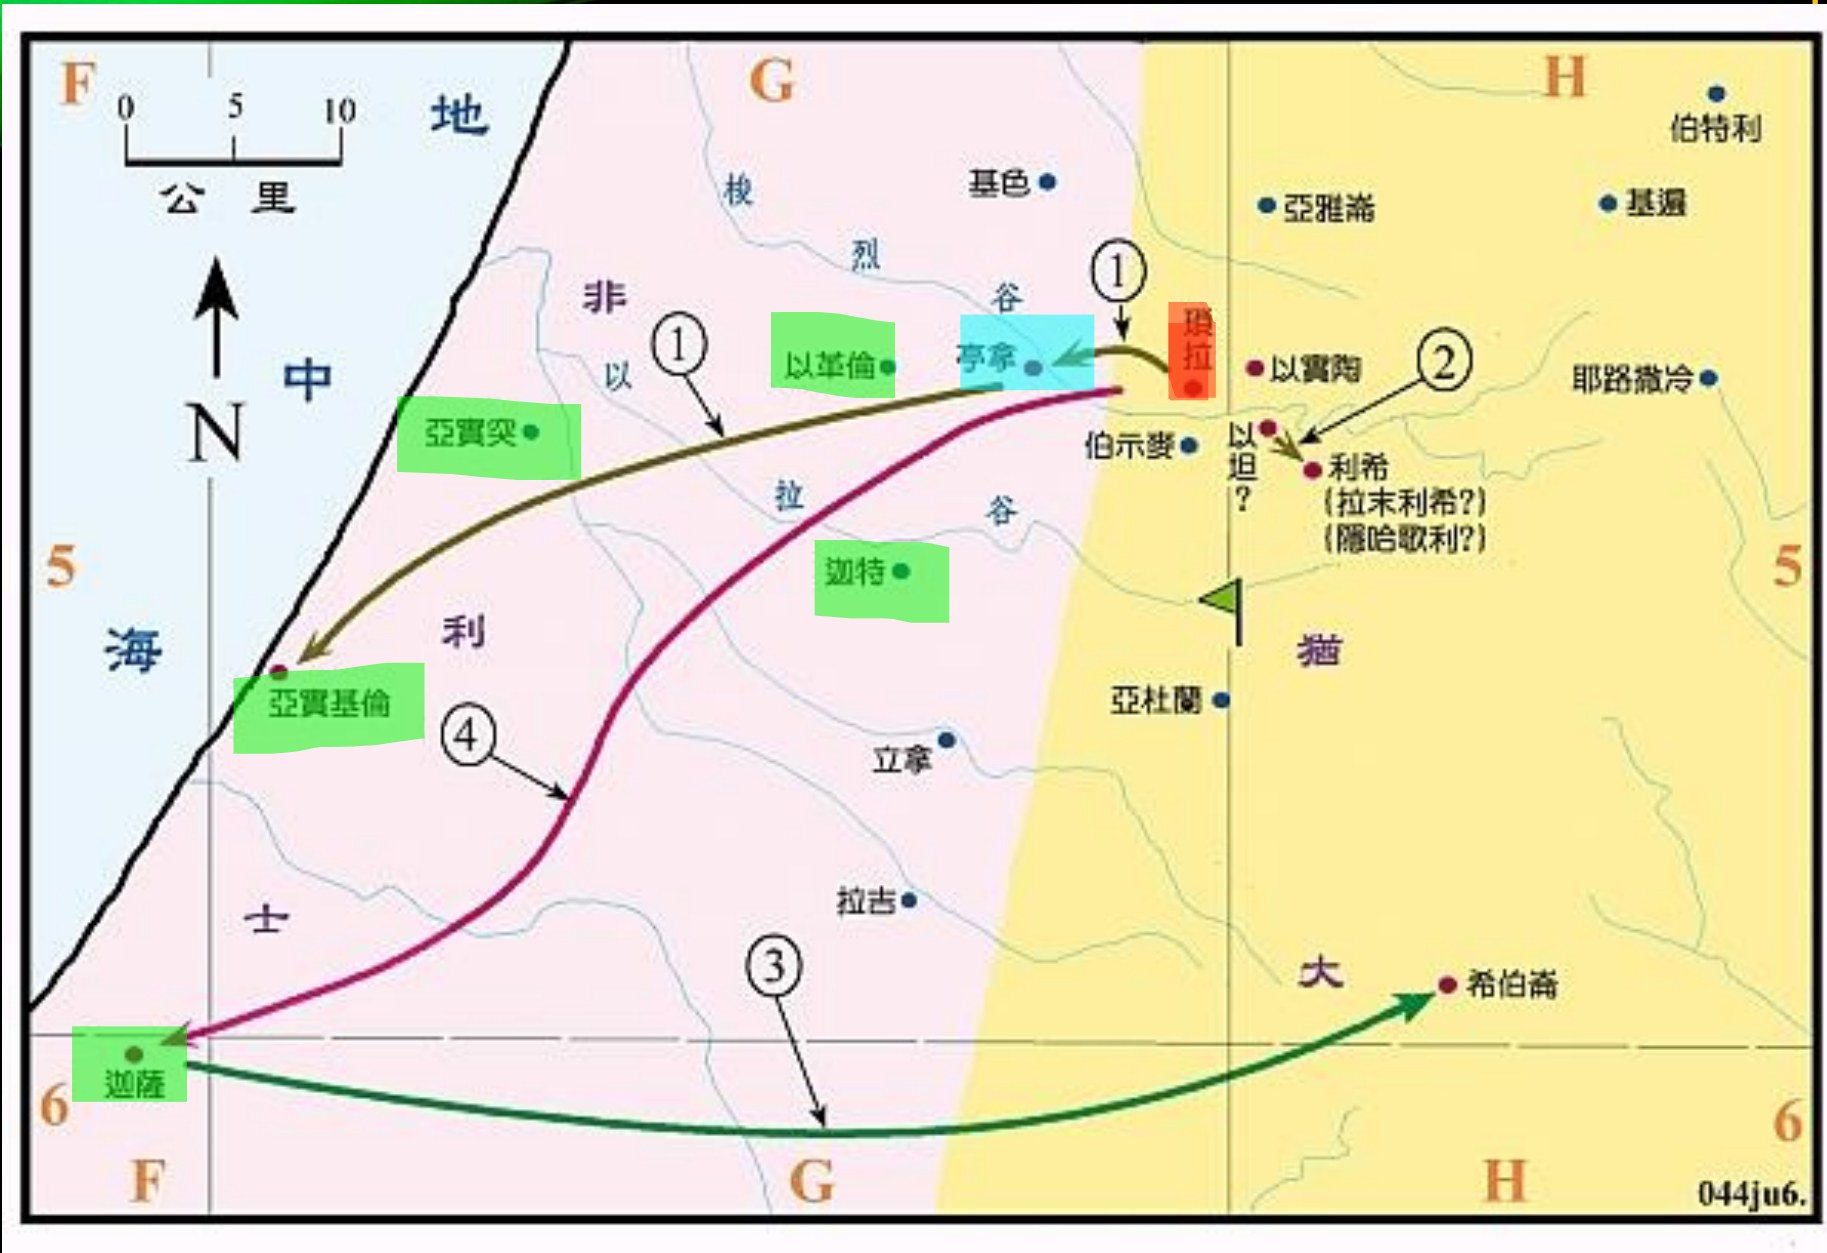 F
G
H
0 5 10
公里
地
中
海
N
伯特利
基色
亞雅崙
基遍
梭
烈
谷
非
利
士
1
1
瑣拉
以革倫
亭拿
以實陶
2
耶路撒冷
以
拉
谷
亞實突
伯示麥
以坦?
利希
(拉末利希?)
(隱哈歌利?)
5
5
迦特
猶
大
亞實基倫
4
亞杜蘭
立拿
拉吉
3
希伯崙
迦薩
6
6
F
G
H
044ju6.